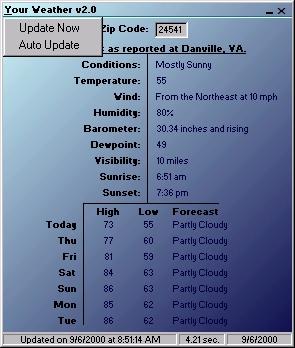 Your Weather v2.0
Update Now
Auto Update
Zip Code: 24541
as reported at Danville, VA.
Conditions: Mostly Sunny
Temperature: 55
Wind: From the Northeast at 10 mph
Humidity: 80%
Barometer: 30.34 inches and rising
Dewpoint: 49
Visibility: 10 miles
Sunrise: 6:51 am
Sunset: 7:36 pm
High Low Forecast
Today 73 55 Partly Cloudy
Thu 77 60 Partly Cloudy
Fri 81 59 Partly Cloudy
Sat 84 63 Partly Cloudy
Sun 86 63 Partly Cloudy
Mon 85 62 Partly Cloudy
Tue 86 62 Partly Cloudy
Updated on 9/6/2000 at 8:51:14 AM 4.21 sec. 9/6/2000